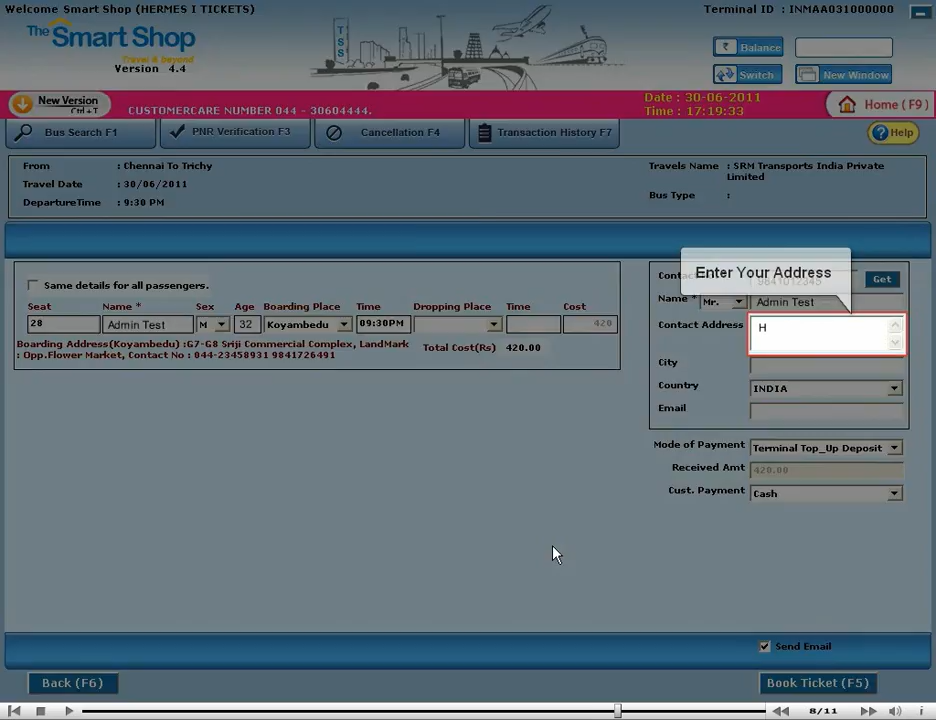 Welcome Smart Shop (HERMES I TICKETS)
Terminal ID : INMAA031000000
The Smart Shop
Travel & Beyond
Version 4.4
TSS
₹ Balance
Switch
New Window
New Version
Ctrl+T
CUSTOMERCARE NUMBER 044 - 30604444.
Date : 30-06-2011
Time : 17:19:33
Home ( F9 )
Bus Search F1
PNR Verification F3
Cancellation F4
Transaction History F7
? Help
From : Chennai To Trichy
Travel Date : 30/06/2011
DepartureTime : 9:30 PM
Travels Name : SRM Transports India Private
Limited
Bus Type :
Same details for all passengers.
Seat Name * Sex Age Boarding Place Time Dropping Place Time Cost
28 Admin Test M 32 Koyambedu 09:30PM 420
Boarding Address(Koyambedu) :G7-G8 Sriji Commercial Complex, LandMark
: Opp.Flower Market, Contact No : 044-23458931 9841726491
Total Cost(Rs) 420.00
Enter Your Address
9841012345
Get
Name * Mr. Admin Test
Contact Address H
City
Country INDIA
Email
Mode of Payment Terminal Top_Up Deposit
Received Amt 420.00
Cust. Payment Cash
Send Email
Back (F6)
Book Ticket (F5)
8/11
i